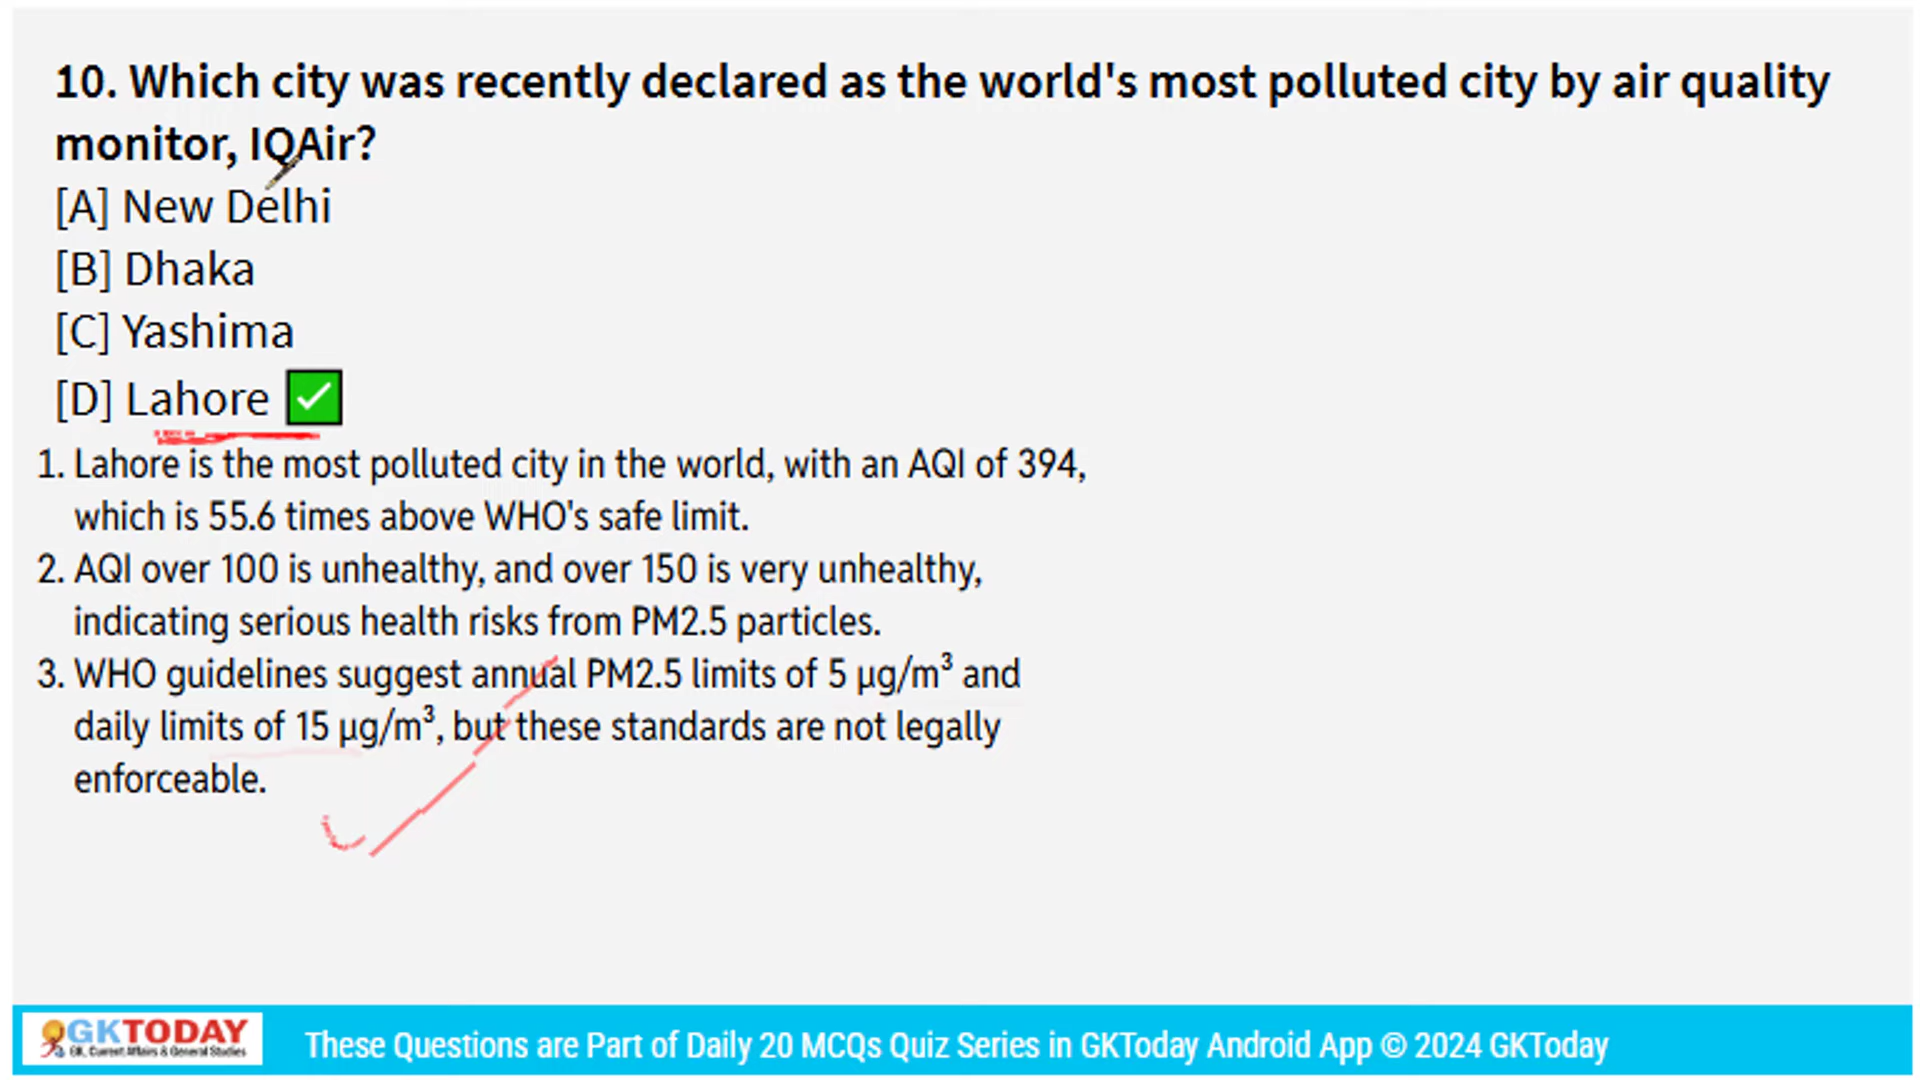 10. Which city was recently declared as the world's most polluted city by air quality
monitor, IQAir?
[A] New Delhi
[B] Dhaka
[C] Yashima
[D] Lahore
1. Lahore is the most polluted city in the world, with an AQI of 394,
which is 55.6 times above WHO's safe limit.
2. AQI over 100 is unhealthy, and over 150 is very unhealthy,
indicating serious health risks from PM2.5 particles.
3. WHO guidelines suggest annual PM2.5 limits of 5 µg/m³ and
daily limits of 15 µg/m³, but these standards are not legally
enforceable.
GKTODAY
GK, Current Affairs & General Studies
These Questions are Part of Daily 20 MCQs Quiz Series in GKToday Android App © 2024 GKToday